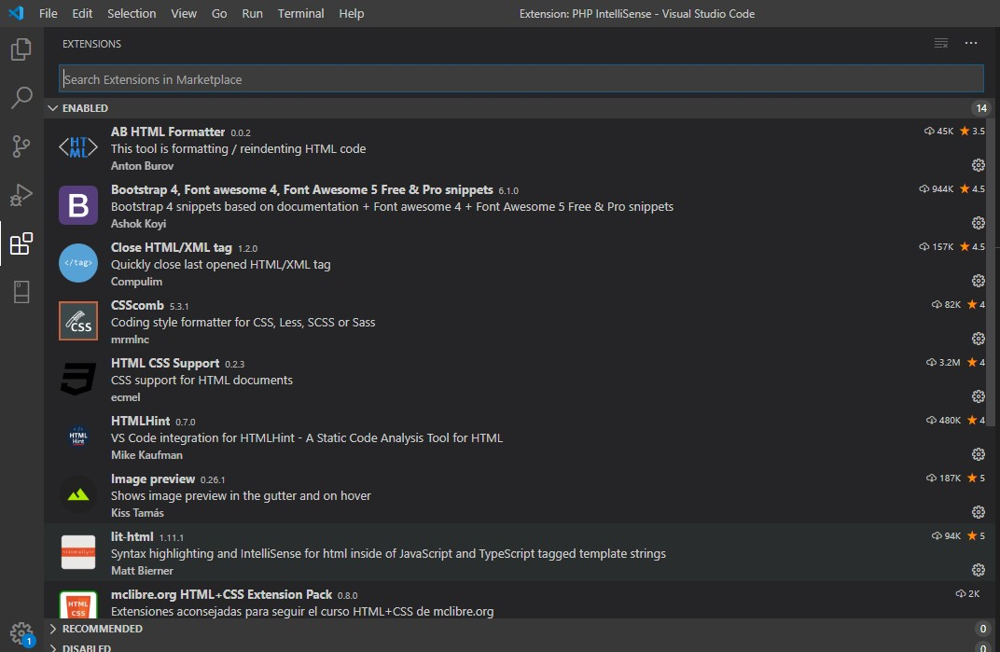 File Edit Selection View Go Run Terminal Help Extension: PHP IntelliSense - Visual Studio Code
EXTENSIONS
Search Extensions in Marketplace
ENABLED 14
AB HTML Formatter 0.0.2 45K 3.5
HTML
This tool is formatting / reindenting HTML code
Anton Burov
Bootstrap 4, Font awesome 4, Font Awesome 5 Free & Pro snippets 6.1.0 944K 4.5
B
Bootstrap 4 snippets based on documentation + Font awesome 4 + Font Awesome 5 Free & Pro snippets
Ashok Koyi
Close HTML/XML tag 1.2.0 157K 4.5
</tag>
Quickly close last opened HTML/XML tag
Compulim
CSScomb 5.3.1 82K 4
CSS
Coding style formatter for CSS, Less, SCSS or Sass
mrmlnc
HTML CSS Support 0.2.3 3.2M 4
CSS support for HTML documents
ecmel
HTMLHint 0.7.0 480K 4
HTML
Hint
VS Code integration for HTMLHint - A Static Code Analysis Tool for HTML
Mike Kaufman
Image preview 0.26.1 187K 5
Shows image preview in the gutter and on hover
Kiss Tamás
lit-html 1.11.1 94K 5
Syntax highlighting and IntelliSense for html inside of JavaScript and TypeScript tagged template strings
Matt Bierner
mclibre.org HTML+CSS Extension Pack 0.8.0 2K
HTML
CSS
Extensiones aconsejadas para seguir el curso HTML+CSS de mclibre.org
RECOMMENDED 0
1
DISABLED 0